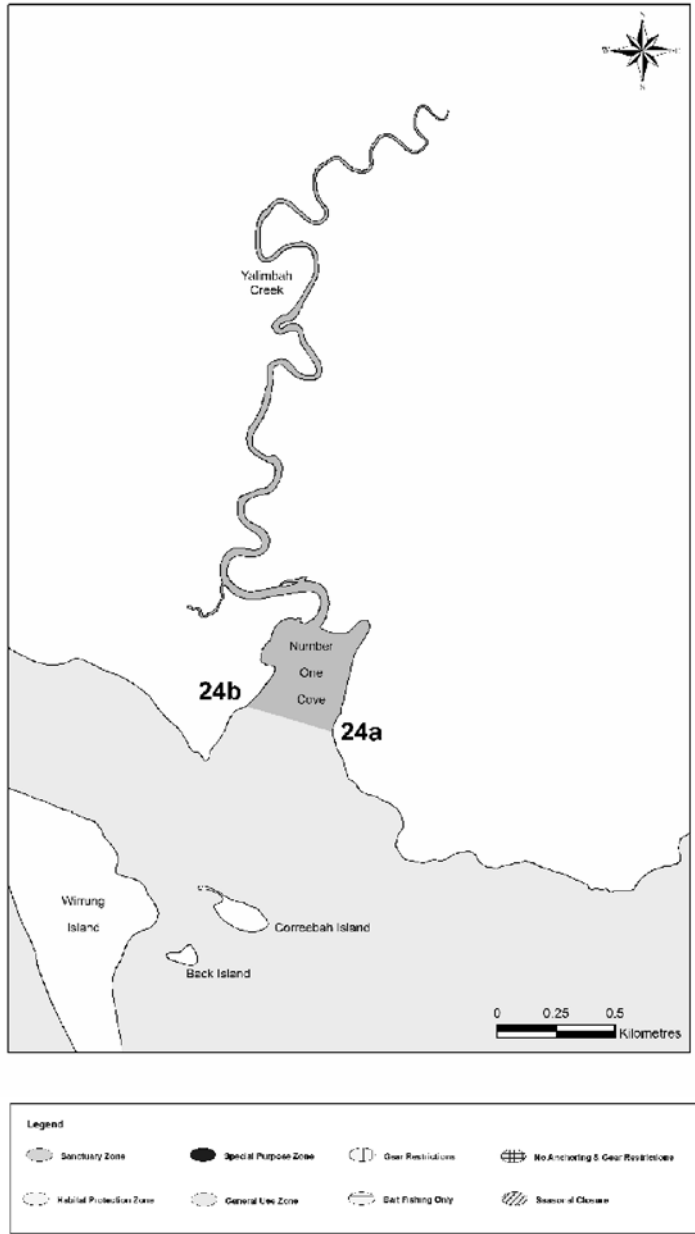 N
W
E
S
Yalimbah
Creek
Number
One
Cove
24b
24a
Wirrung
Island
Correebah Island
Back Island
0 0.25 0.5
Kilometres
Legend
Sanctuary Zone Special Purpose Zone Gear Restrictions No Anchoring & Gear Restrictions
Habitat Protection Zone General Use Zone Bait Fishing Only Seasonal Closure